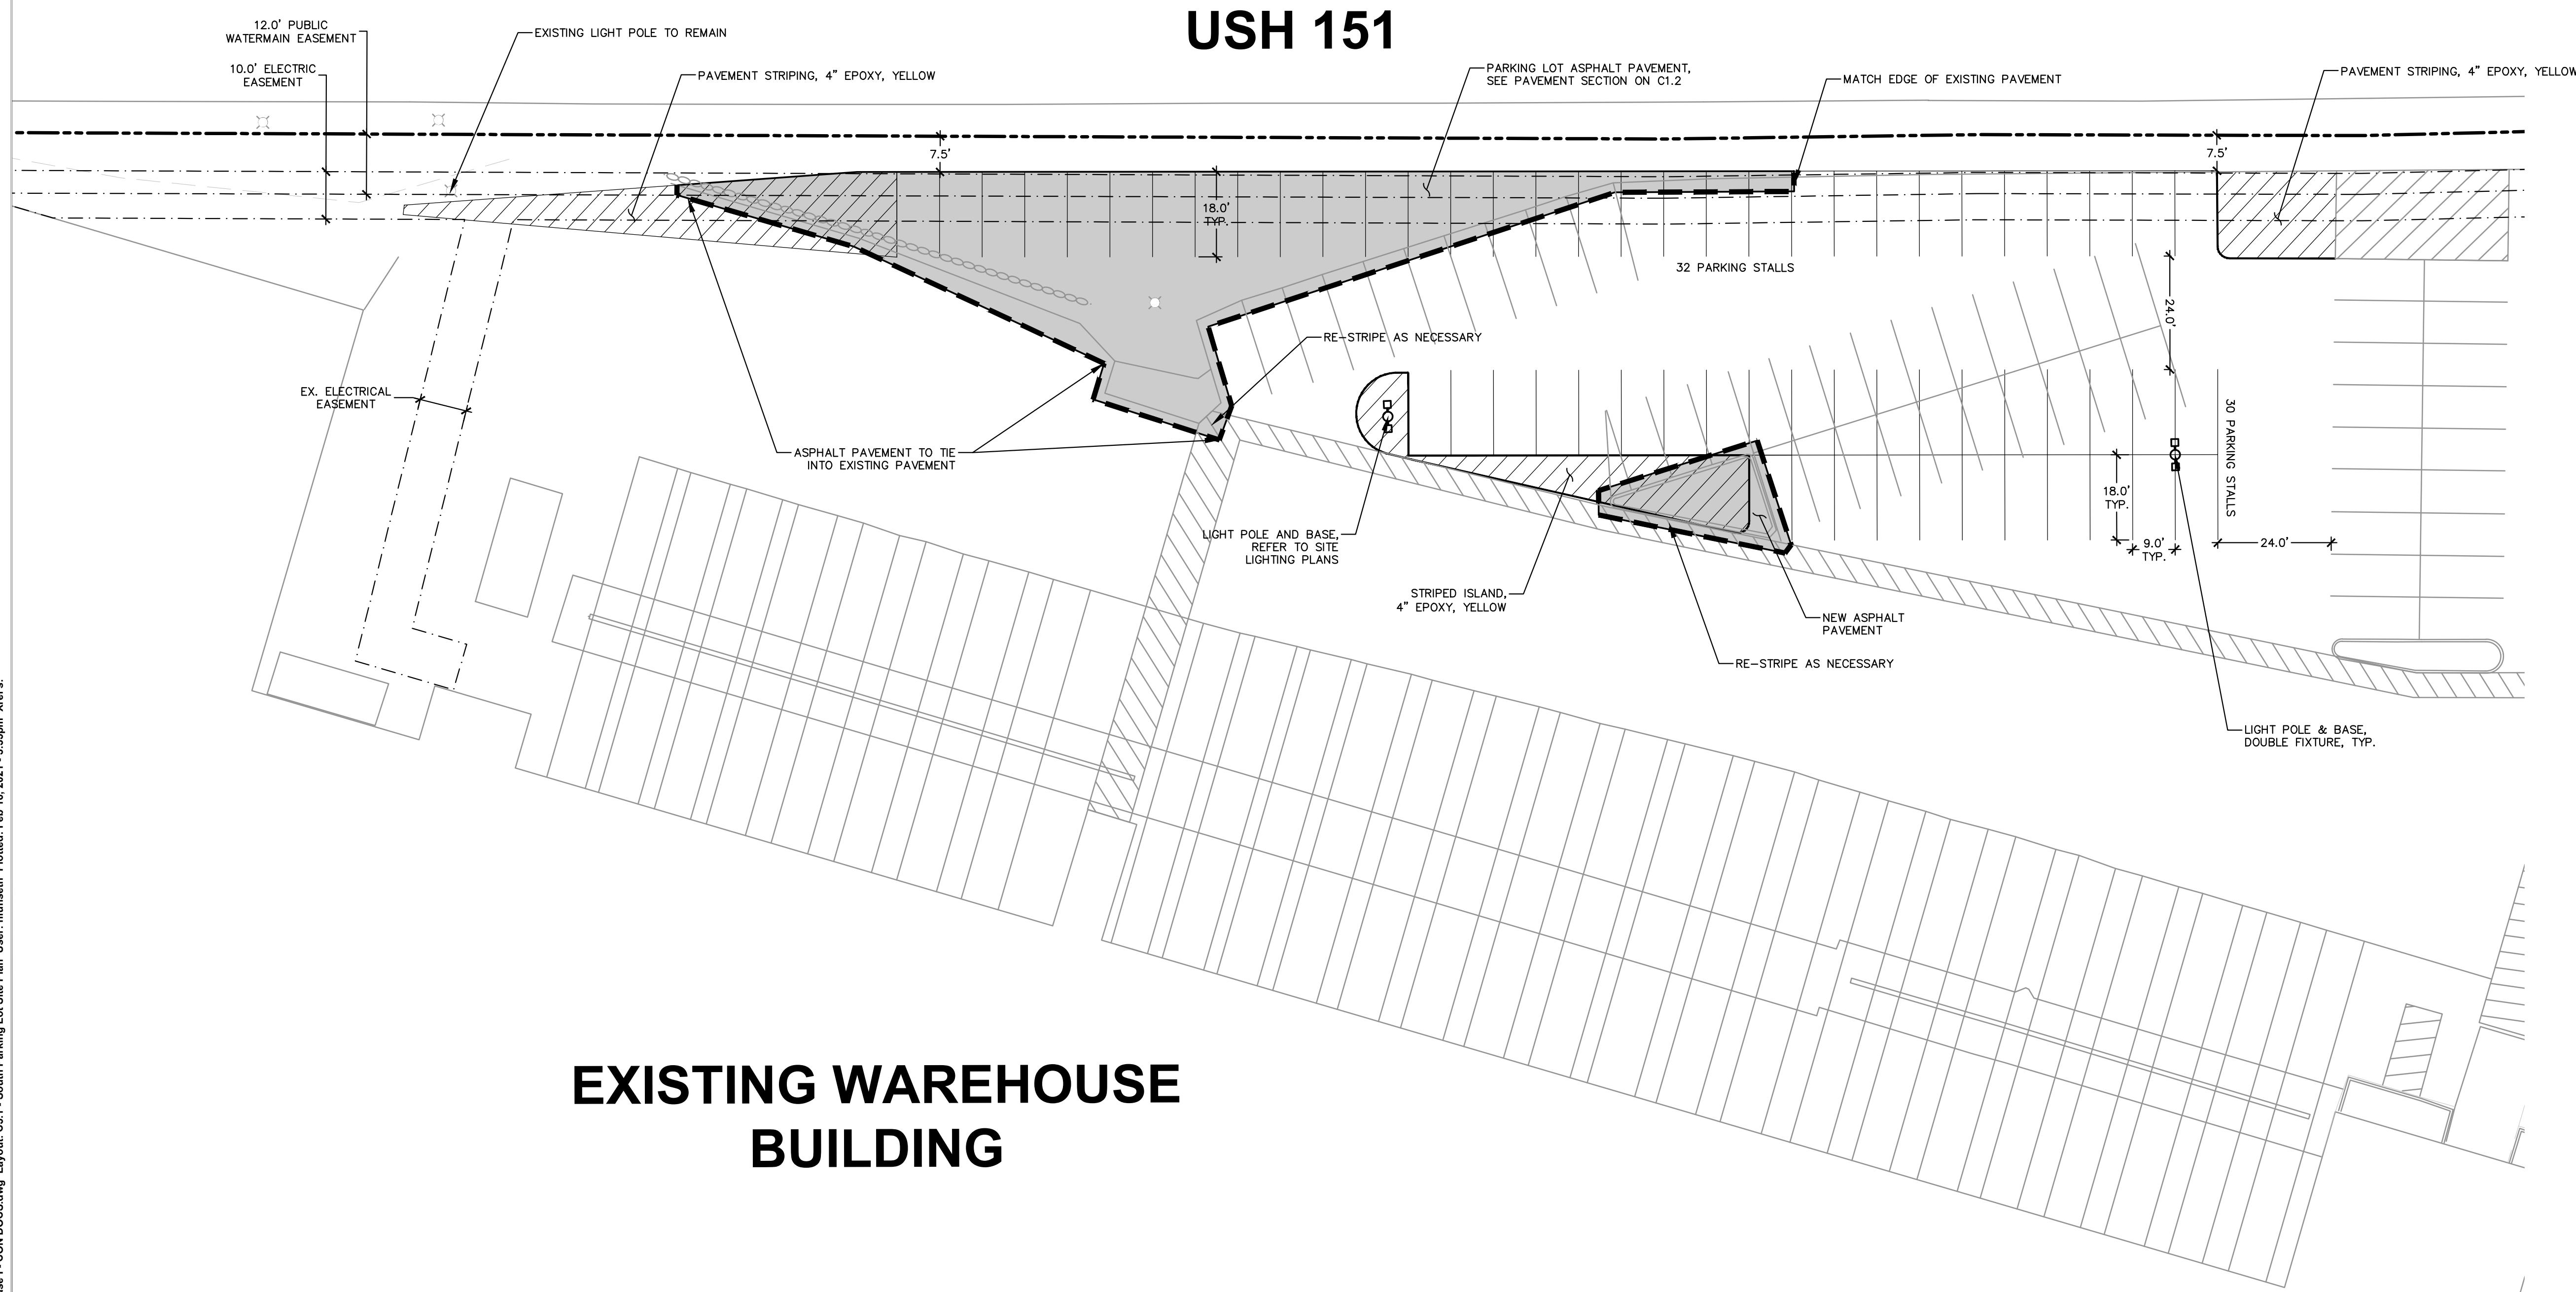 USH 151
12.0' PUBLIC
WATERMAIN EASEMENT
EXISTING LIGHT POLE TO REMAIN
10.0' ELECTRIC
EASEMENT
PAVEMENT STRIPING, 4" EPOXY, YELLOW
PARKING LOT ASPHALT PAVEMENT,
SEE PAVEMENT SECTION ON C1.2
MATCH EDGE OF EXISTING PAVEMENT
PAVEMENT STRIPING, 4" EPOXY, YELLOW
7.5'
7.5'
18.0'
TYP.
32 PARKING STALLS
24.0'
RE-STRIPE AS NECESSARY
EX. ELECTRICAL
EASEMENT
30 PARKING STALLS
ASPHALT PAVEMENT TO TIE
INTO EXISTING PAVEMENT
18.0'
TYP.
9.0'
TYP.
24.0'
LIGHT POLE AND BASE,
REFER TO SITE
LIGHTING PLANS
STRIPED ISLAND,
4" EPOXY, YELLOW
NEW ASPHALT
PAVEMENT
RE-STRIPE AS NECESSARY
LIGHT POLE & BASE,
DOUBLE FIXTURE, TYP.
EXISTING WAREHOUSE
BUILDING